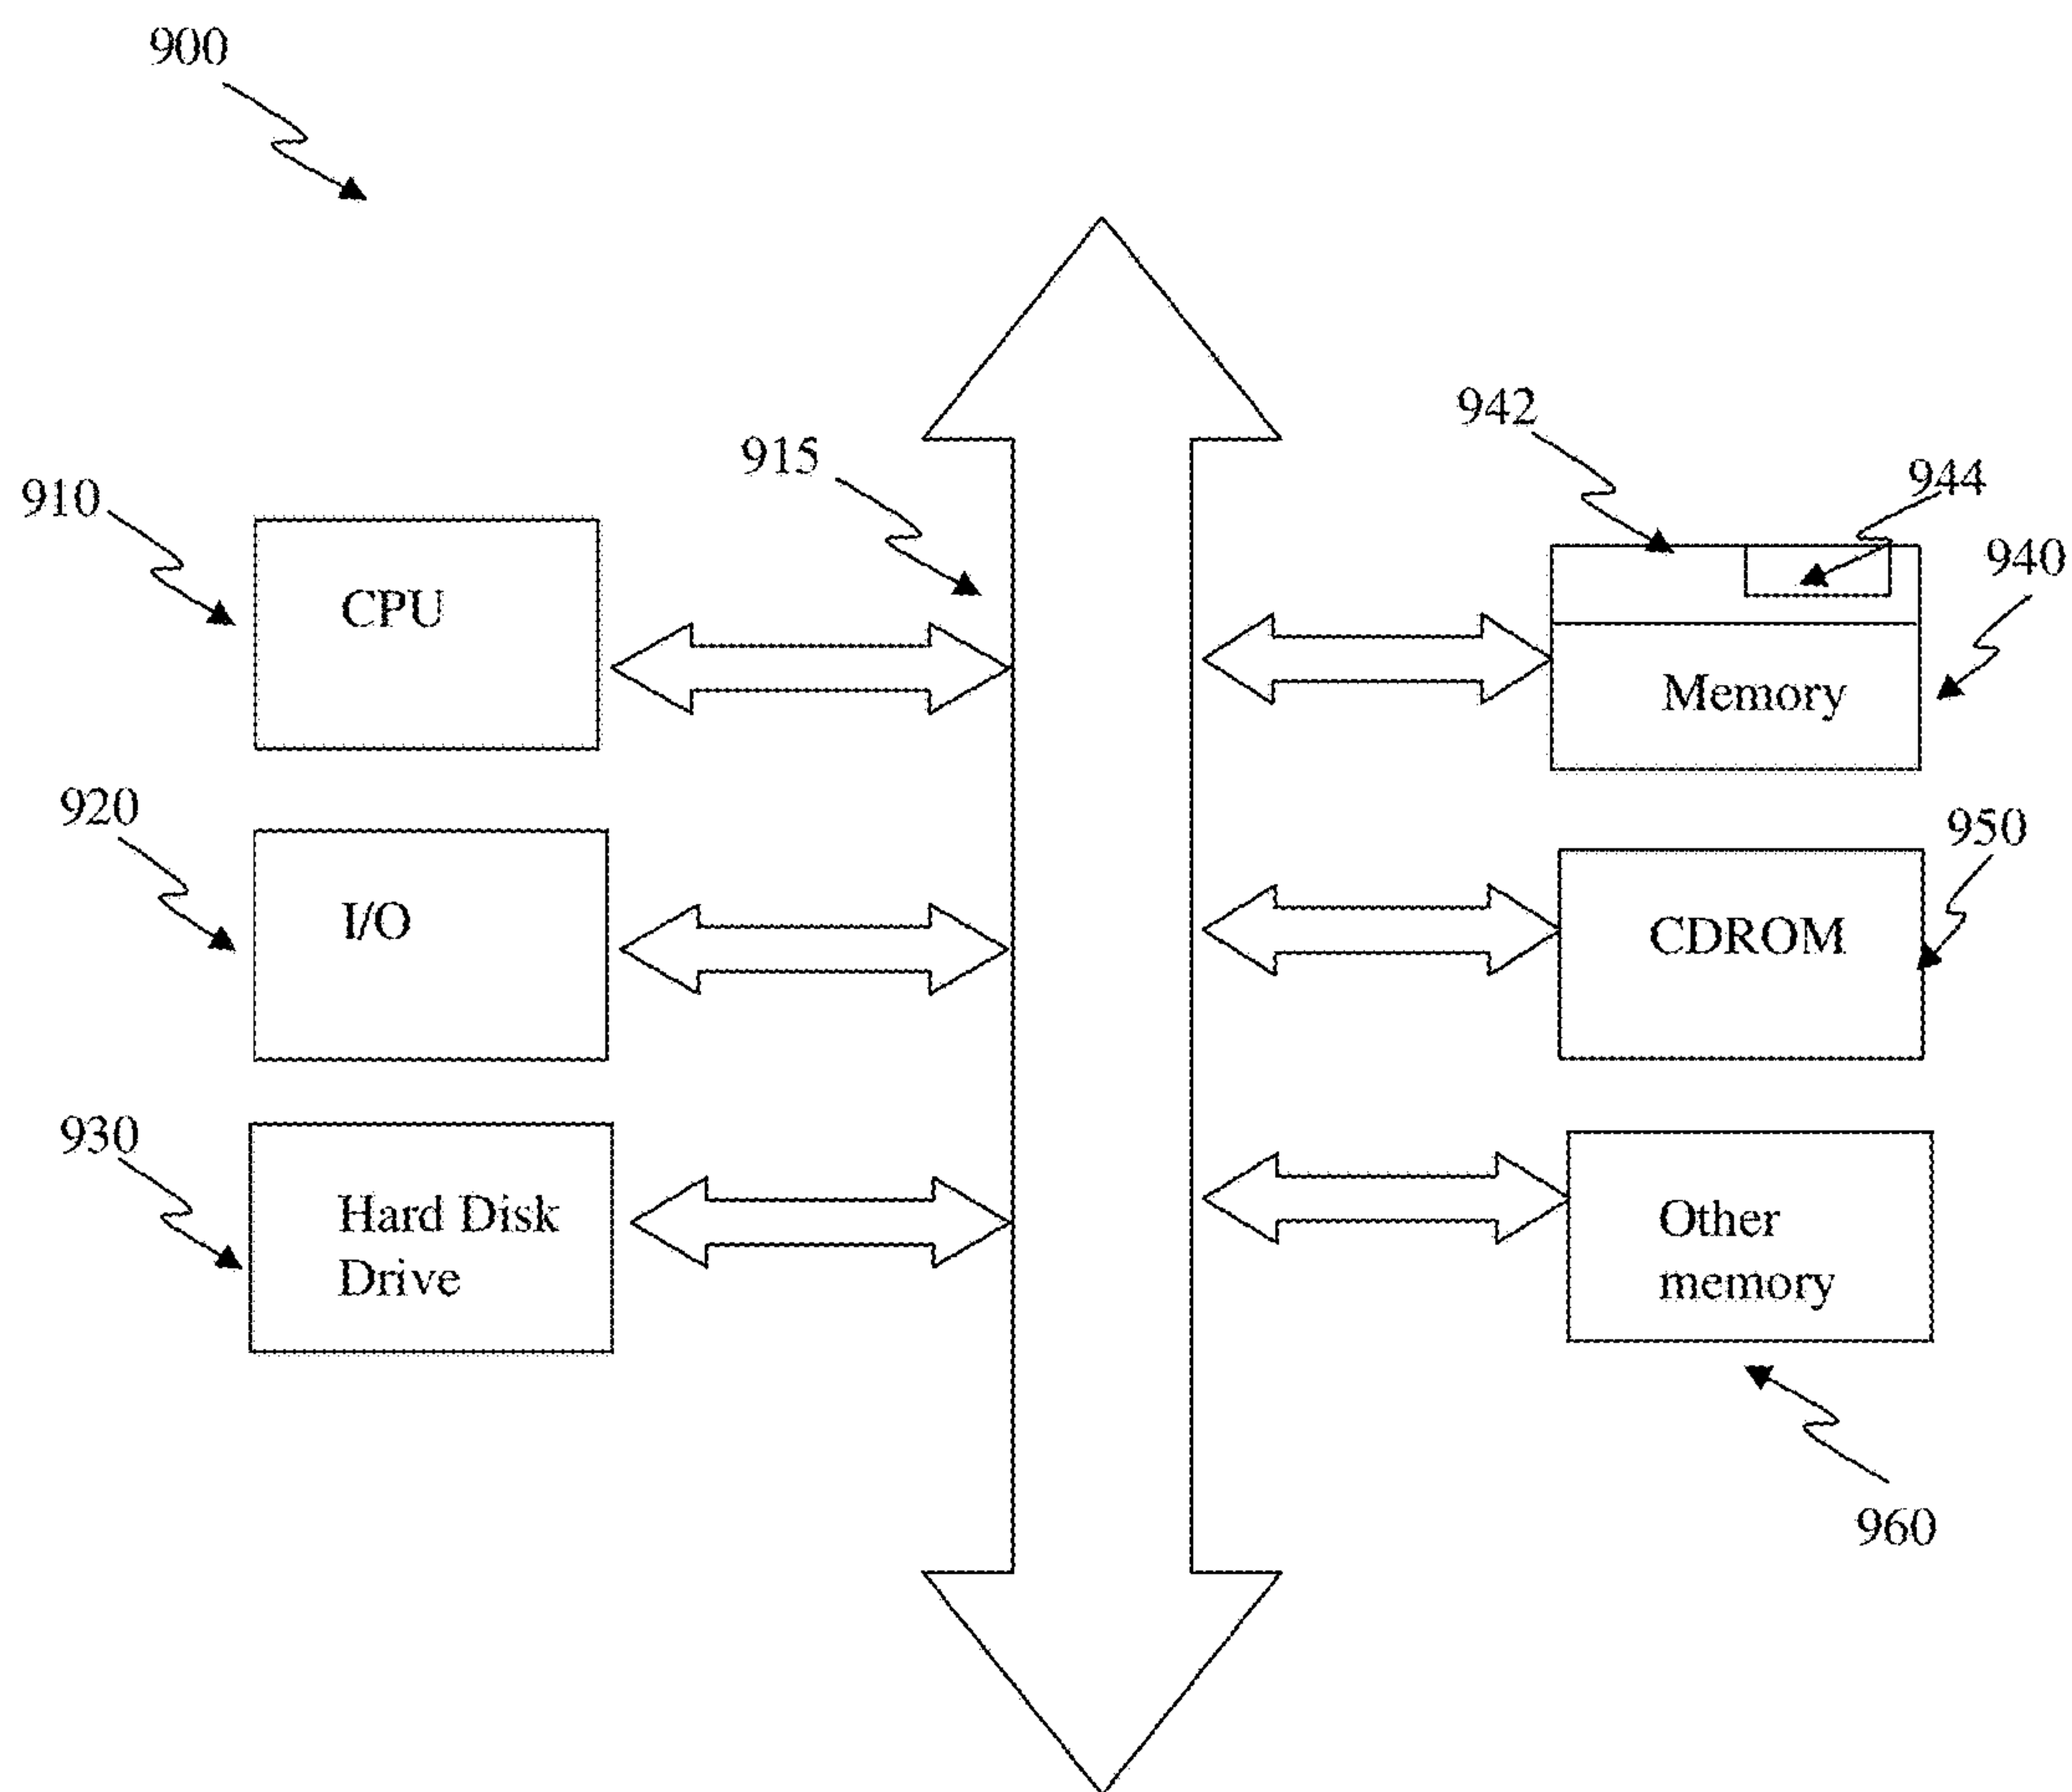 900
942
915
944
910
940
CPU
Memory
920
950
I/O
CDROM
930
Hard Disk
Drive
Other
memory
960